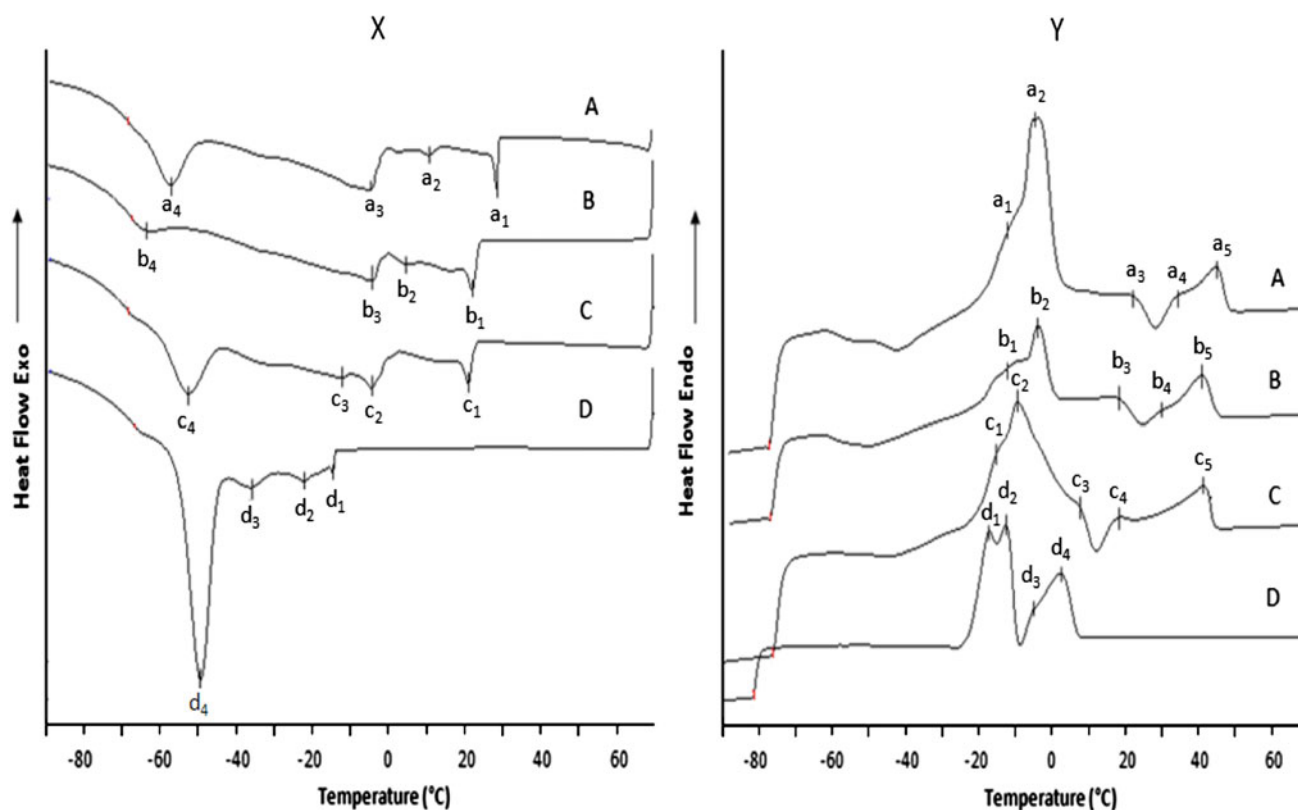 X
A
a4
a3
a2
a1
B
b4
b3
b2
b1
C
c4
c3
c2
c1
D
d4
d3
d2
d1
Heat Flow Exo
-80 -60 -40 -20 0 20 40 60
Temperature (°C)
Y
a2
a1
a3 a4 a5
A
b2
b1
b3
b4
b5
B
c2
c1
c3 c4
c5
C
d1 d2
d3
d4
D
Heat Flow Endo
-80 -60 -40 -20 0 20 40 60
Temperature (°C)